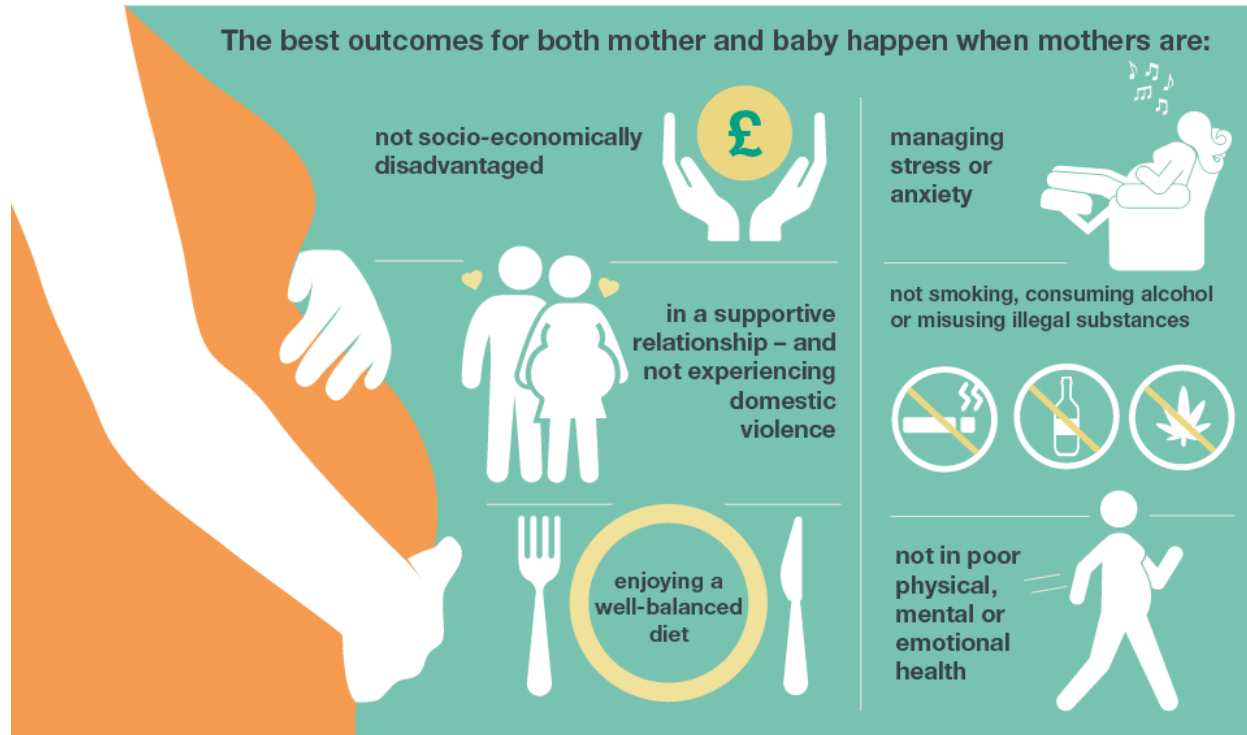 The best outcomes for both mother and baby happen when mothers are:
not socio-economically
disadvantaged
£
in a supportive
relationship – and
not experiencing
domestic
violence
enjoying a
well-balanced
diet
managing
stress or
anxiety
not smoking, consuming alcohol
or misusing illegal substances
not in poor
physical,
mental or
emotional
health